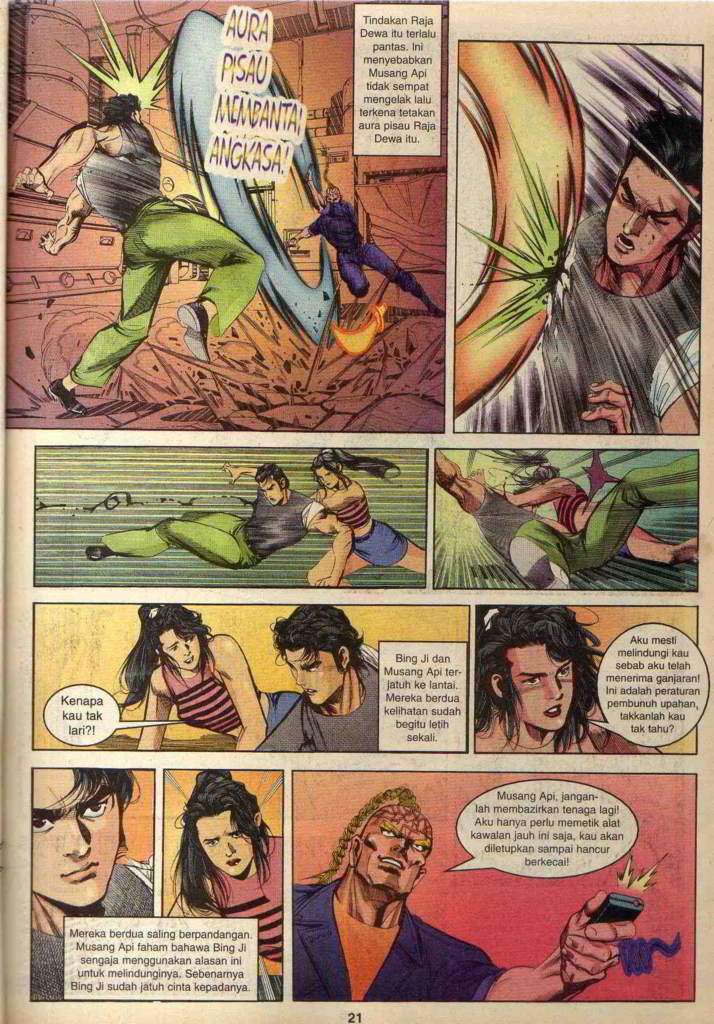 AURA
PISAU
MEMBANTAI
ANGKASA!
Tindakan Raja
Dewa itu terlalu
pantas. Ini
menyebabkan
Musang Api
tidak sempat
mengelak lalu
terkena tetakan
aura pisau Raja
Dewa itu.
Kenapa
kau tak
lari?!
Bing Ji dan
Musang Api ter-
jatuh ke lantai.
Mereka berdua
kelihatan sudah
begitu letih
sekali.
Aku mesti
melindungi kau
sebab aku telah
menerima ganjaran!
Ini adalah peraturan
pembunuh upahan,
takkanlah kau
tak tahu?
Mereka berdua saling berpandangan.
Musang Api faham bahawa Bing Ji
sengaja menggunakan alasan ini
untuk melindunginya. Sebenarnya
Bing Ji sudah jatuh cinta kepadanya.
Musang Api, jangan-
lah membazirkan tenaga lagi!
Aku hanya perlu memetik alat
kawalan jauh ini saja, kau akan
diletupkan sampai hancur
berkecai!
21